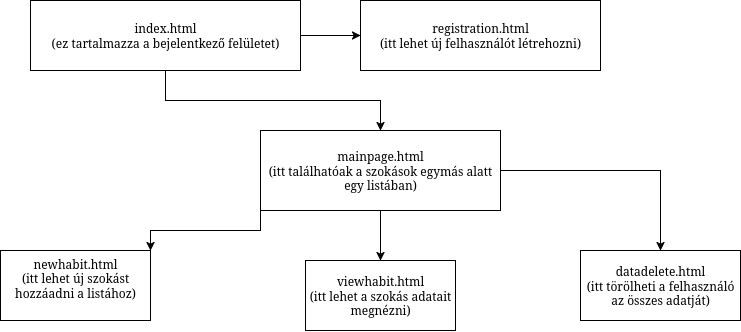 index.html
(ez tartalmazza a bejelentkező felületet)
registration.html
(itt lehet új felhasználót létrehozni)
mainpage.html
(itt találhatóak a szokások egymás alatt
egy listában)
newhabit.html
(itt lehet új szokást
hozzáadni a listához)
viewhabit.html
(itt lehet a szokás adatait
megnézni)
datadelete.html
(itt törölheti a felhasználó
az összes adatját)